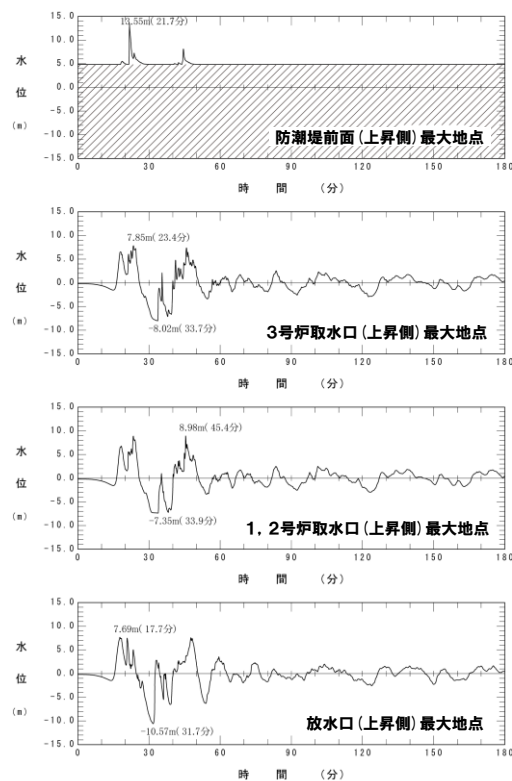 15.0
10.0
5.0
0.0
-5.0
-10.0
-15.0
水位(m)
13.55m( 21.7分)
防潮堤前面(上昇側)最大地点
0 30 60 90 120 150 180
時 間 (分)
15.0
10.0
5.0
0.0
-5.0
-10.0
-15.0
水位(m)
7.85m( 23.4分)
-8.02m( 33.7分)
3号炉取水口(上昇側)最大地点
0 30 60 90 120 150 180
時 間 (分)
15.0
10.0
5.0
0.0
-5.0
-10.0
-15.0
水位(m)
8.98m( 45.4分)
-7.35m( 33.9分)
1,2号炉取水口(上昇側)最大地点
0 30 60 90 120 150 180
時 間 (分)
15.0
10.0
5.0
0.0
-5.0
-10.0
-15.0
水位(m)
7.69m( 17.7分)
-10.57m( 31.7分)
放水口(上昇側)最大地点
0 30 60 90 120 150 180
時 間 (分)